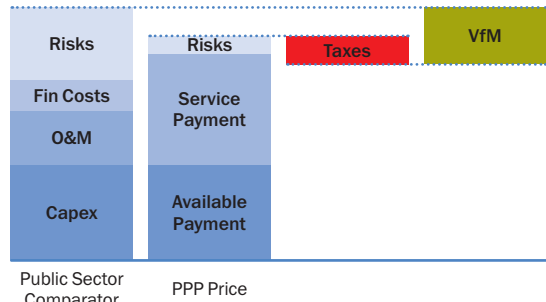 Risks
Fin Costs
O&M
Capex
Risks
Service
Payment
Available
Payment
Taxes
VfM
Public Sector
Comparator
PPP Price